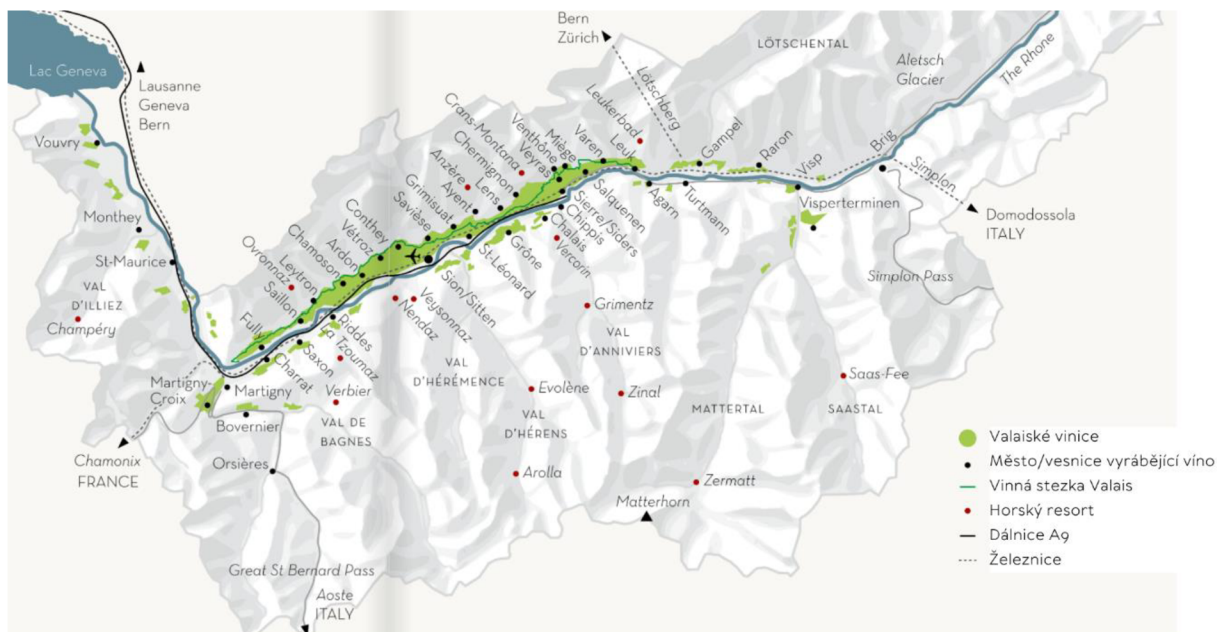 Lac Geneva
Lausanne
Geneva
Bern
Bern
Zürich
LÖTSCHENTAL
Aletsch
Glacier
The Rhone
Vouvry
Monthey
St-Maurice
VAL
D'ILLIEZ
Champéry
Martigny-
Croix
Martigny
Bovernier
Orsières
Chamonix
FRANCE
Great St Bernard Pass
Aoste
ITALY
Fully
Saillon
Leytron
Ovronnaz
Chamoson
Ardon
Vétroz
Conthey
Savièse
Grimisuat
Ayent
Anzère
Lens
Chermignon
Crans-Montana
Veyras
Venthône
Miège
Varen
Leuk
Leukerbad
Lötschberg
Gampel
Raron
Visp
Brig
Simplon
Domodossola
ITALY
Simplon Pass
Visperterminen
Turtmann
Agarn
Salquenen
Sierre/Siders
Chippis
Chalais
Vercorin
Grône
St-Léonard
Sion/Sitten
Veysonnaz
Nendaz
Riddes
La Tzoumaz
Saxon
Charrat
Verbier
VAL DE
BAGNES
VAL
D'HÉRÉMENCE
Evolène
VAL
D'HÉRENS
Arolla
Grimentz
VAL
D'ANNIVIERS
Zinal
MATTERTAL
Zermatt
Matterhorn
Saas-Fee
SAASTAL
Valaiské vinice
Město/vesnice vyrábějící víno
Vinná stezka Valais
Horský resort
Dálnice A9
Železnice